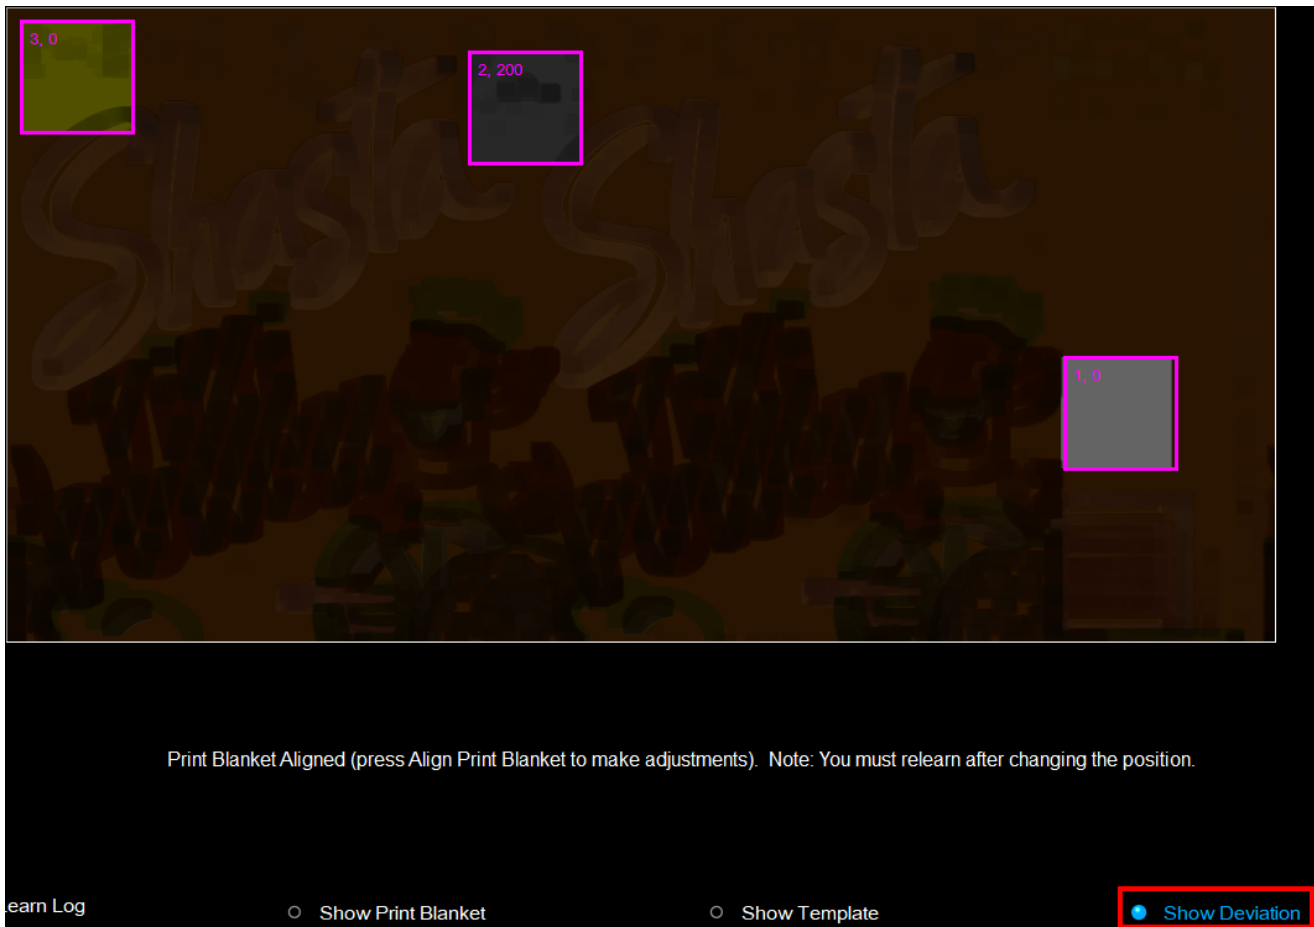 3, 0
2, 200
Shasta Shasta
1, 0
Print Blanket Aligned (press Align Print Blanket to make adjustments).  Note: You must relearn after changing the position.
earn Log
Show Print Blanket
Show Template
Show Deviation